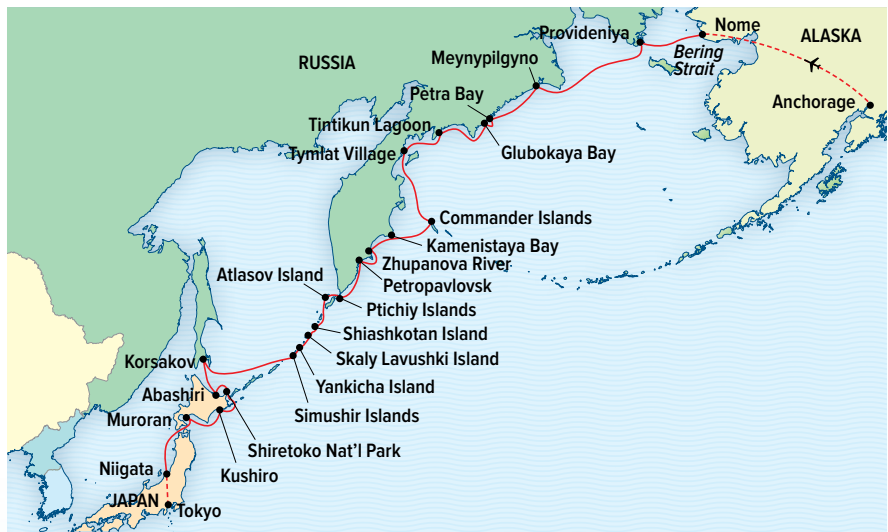 Nome
Provideniya
ALASKA
RUSSIA
Bering
Strait
Meynypilgyno
Petra Bay
Anchorage
Tintikun Lagoon
Glubokaya Bay
Tymlat Village
Commander Islands
Kamenistaya Bay
Zhupanova River
Atlasov Island
Petropavlovsk
Ptichiy Islands
Shiashkotan Island
Skaly Lavushki Island
Korsakov
Yankicha Island
Abashiri
Simushir Islands
Muroran
Shiretoko Nat'l Park
Niigata
Kushiro
JAPAN
Tokyo